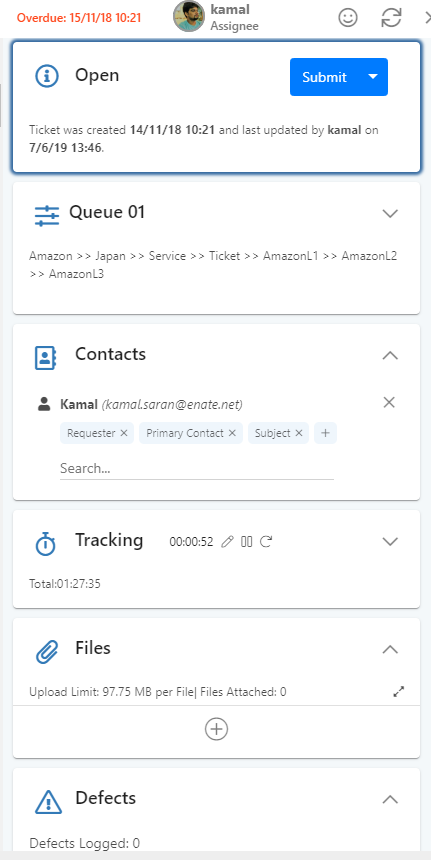 Overdue: 15/11/18 10:21
kamal
Assignee
Open
Submit
Ticket was created 14/11/18 10:21 and last updated by kamal on
7/6/19 13:46.
Queue 01
Amazon >> Japan >> Service >> Ticket >> AmazonL1 >> AmazonL2
>> AmazonL3
Contacts
Kamal (kamal.saran@enate.net)
Requester × Primary Contact × Subject × +
Search...
Tracking 00:00:52
Total:01:27:35
Files
Upload Limit: 97.75 MB per File| Files Attached: 0
Defects
Defects Logged: 0